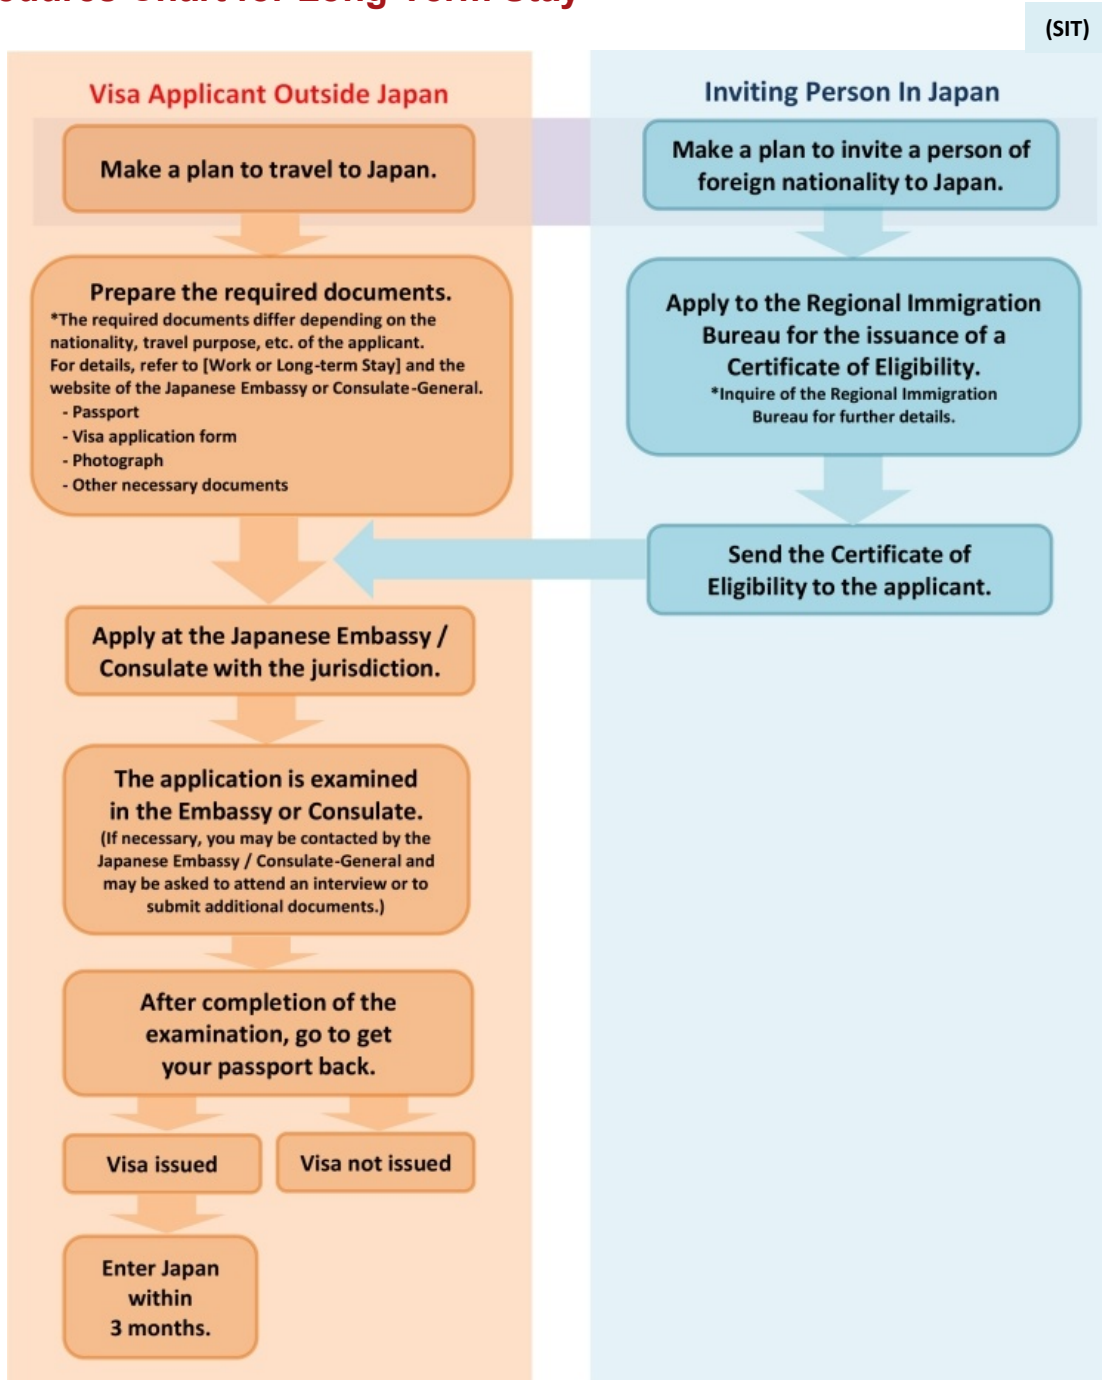 Chart for Long-Term Stay
(SIT)
Visa Applicant Outside Japan
Make a plan to travel to Japan.
Prepare the required documents.
*The required documents differ depending on the
nationality, travel purpose, etc. of the applicant.
For details, refer to [Work or Long-term Stay] and the
website of the Japanese Embassy or Consulate-General.
- Passport
- Visa application form
- Photograph
- Other necessary documents
Apply at the Japanese Embassy /
Consulate with the jurisdiction.
The application is examined
in the Embassy or Consulate.
(If necessary, you may be contacted by the
Japanese Embassy / Consulate-General and
may be asked to attend an interview or to
submit additional documents.)
After completion of the
examination, go to get
your passport back.
Visa issued
Visa not issued
Enter Japan
within
3 months.
Inviting Person In Japan
Make a plan to invite a person of
foreign nationality to Japan.
Apply to the Regional Immigration
Bureau for the issuance of a
Certificate of Eligibility.
*Inquire of the Regional Immigration
Bureau for further details.
Send the Certificate of
Eligibility to the applicant.